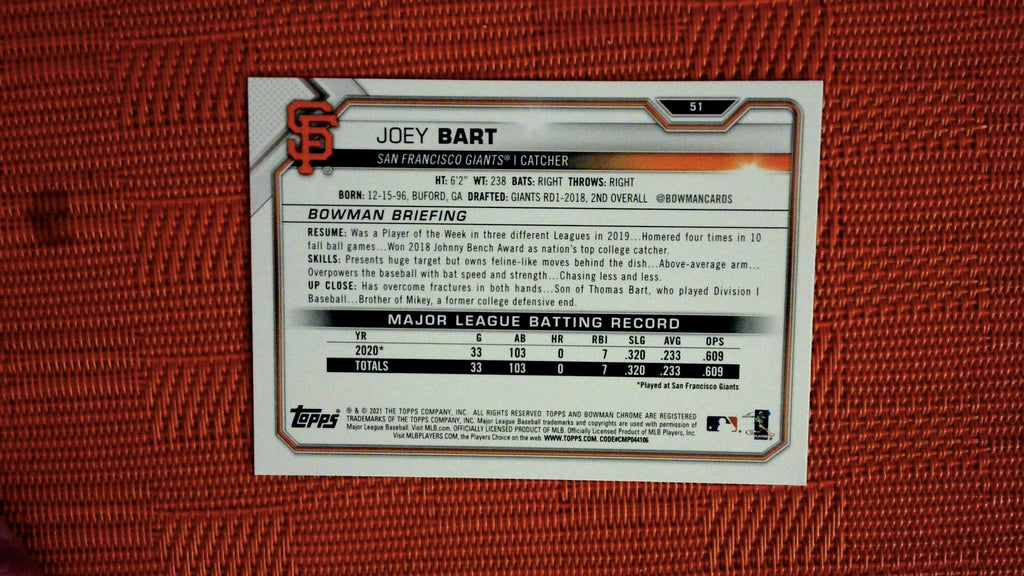 51
SF
JOEY BART
SAN FRANCISCO GIANTS® | CATCHER
HT: 6'2" WT: 238 BATS: RIGHT THROWS: RIGHT
BORN: 12-15-96, BUFORD, GA DRAFTED: GIANTS RD1-2018, 2ND OVERALL @BOWMANCARDS
BOWMAN BRIEFING
RESUME: Was a Player of the Week in three different Leagues in 2019...Homered four times in 10
fall ball games...Won 2018 Johnny Bench Award as nation's top college catcher.
SKILLS: Presents huge target but owns feline-like moves behind the dish...Above-average arm...
Overpowers the baseball with bat speed and strength...Chasing less and less.
UP CLOSE: Has overcome fractures in both hands...Son of Thomas Bart, who played Division I
Baseball...Brother of Mikey, a former college defensive end.
MAJOR LEAGUE BATTING RECORD
YR G AB HR RBI SLG AVG OPS
2020* 33 103 0 7 .320 .233 .609
TOTALS 33 103 0 7 .320 .233 .609
*Played at San Francisco Giants
topps® ® & © 2021 THE TOPPS COMPANY, INC. ALL RIGHTS RESERVED. TOPPS AND BOWMAN CHROME ARE REGISTERED
TRADEMARKS OF THE TOPPS COMPANY, INC. Major League Baseball trademarks and copyrights are used with permission of
Major League Baseball. Visit MLB.com. OFFICIALLY LICENSED PRODUCT OF MLB. Officially Licensed Product of MLB Players, Inc.
Visit MLBPLAYERS.COM, the Players Choice on the web. WWW.TOPPS.COM. CODE#CMP044106